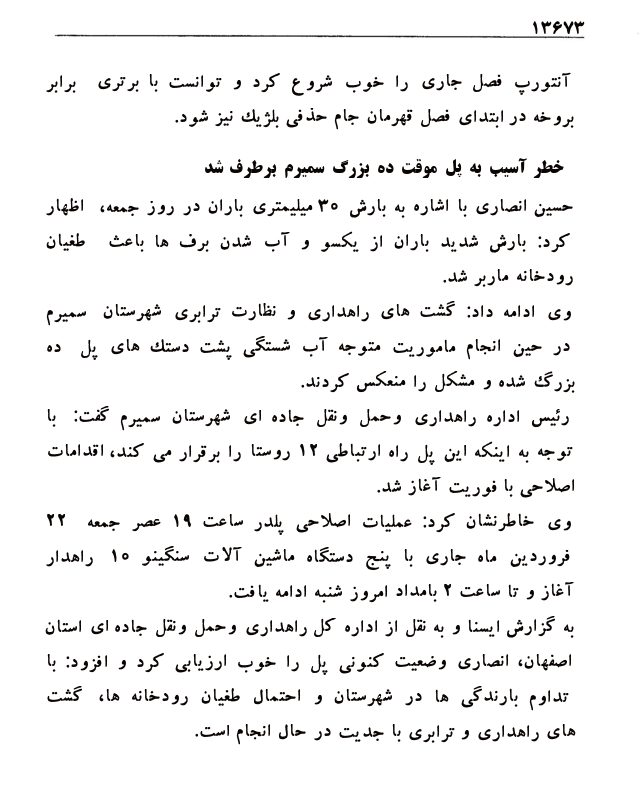 ۱۳۶۷۳
آنتورپ فصل جاری را خوب شروع کرد و توانست با برتری برابر
بروخه در ابتدای فصل قهرمان جام حذفی بلژیک نیز شود.
خطر آسیب به پل موقت ده بزرگ سمیرم برطرف شد
حسین انصاری با اشاره به بارش ۳۰ میلیمتری باران در روز جمعه، اظهار
کرد: بارش شدید باران از یکسو و آب شدن برف ها باعث طغیان
رودخانه ماربر شد.
وی ادامه داد: گشت های راهداری و نظارت ترابری شهرستان سمیرم
در حین انجام ماموریت متوجه آب شستگی پشت دستک های پل ده
بزرگ شده و مشکل را منعکس کردند.
رئیس اداره راهداری وحمل ونقل جاده ای شهرستان سمیرم گفت: با
توجه به اینکه این پل راه ارتباطی ۱۲ روستا را برقرار می کند، اقدامات
اصلاحی با فوریت آغاز شد.
وی خاطرنشان کرد: عملیات اصلاحی پلدر ساعت ۱۹ عصر جمعه ۲۲
فروردین ماه جاری با پنج دستگاه ماشین آلات سنگینو ۱۵ راهدار
آغاز و تا ساعت ۲ بامداد امروز شنبه ادامه یافت.
به گزارش ایسنا و به نقل از اداره کل راهداری وحمل ونقل جاده ای استان
اصفهان، انصاری وضعیت کنونی پل را خوب ارزیابی کرد و افزود: با
تداوم بارندگی ها در شهرستان و احتمال طغیان رودخانه ها، گشت
های راهداری و ترابری با جدیت در حال انجام است.